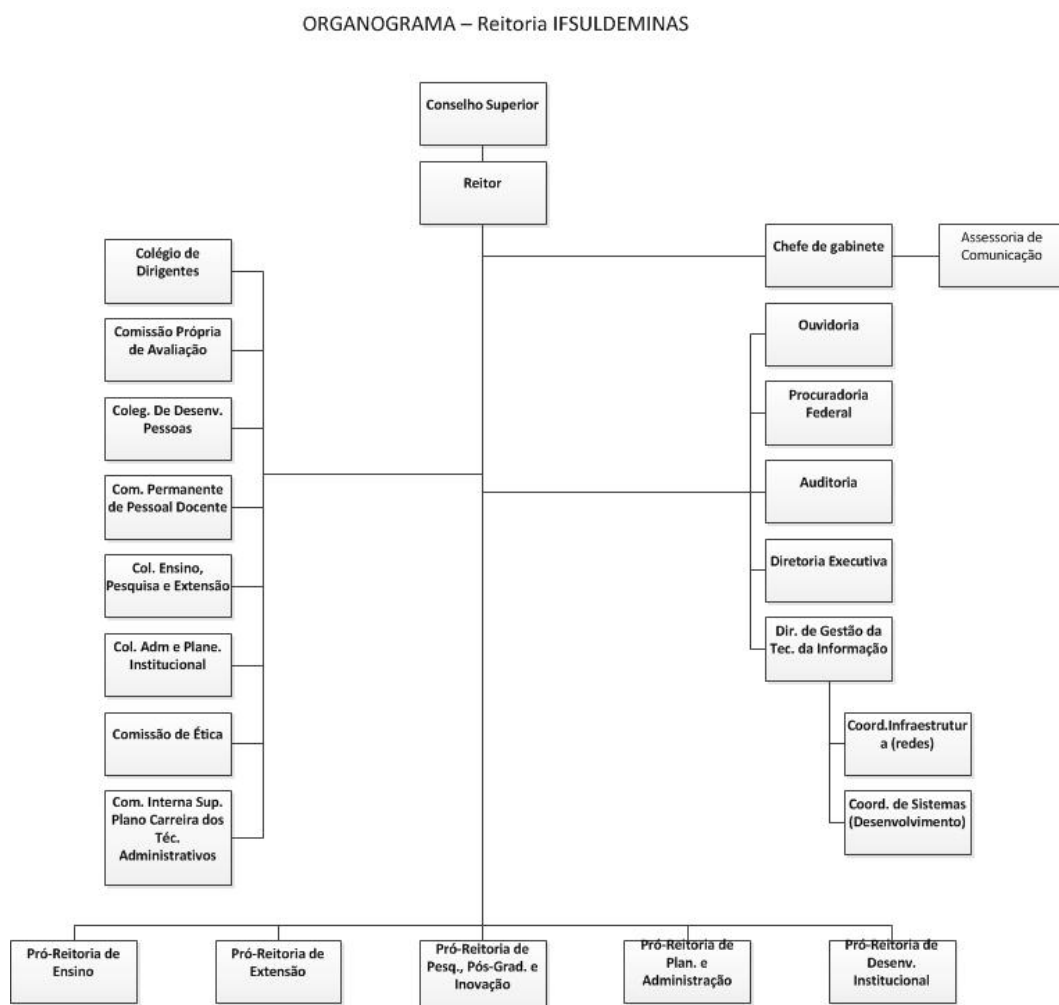 ORGANOGRAMA – Reitoria IFSULDEMINAS
Conselho Superior
Reitor
Colégio de
Dirigentes
Comissão Própria
de Avaliação
Coleg. De Desenv.
Pessoas
Com. Permanente
de Pessoal Docente
Col. Ensino,
Pesquisa e Extensão
Col. Adm e Plane.
Institucional
Comissão de Ética
Com. Interna Sup.
Plano Carreira dos
Téc.
Administrativos
Chefe de gabinete
Assessoria de
Comunicação
Ouvidoria
Procuradoria
Federal
Auditoria
Diretoria Executiva
Dir. de Gestão da
Tec. da Informação
Coord.Infraestrutur
a (redes)
Coord. de Sistemas
(Desenvolvimento)
Pró-Reitoria de
Ensino
Pró-Reitoria de
Extensão
Pró-Reitoria de
Pesq., Pós-Grad. e
Inovação
Pró-Reitoria de
Plan. e
Administração
Pró-Reitoria de
Desenv.
Institucional